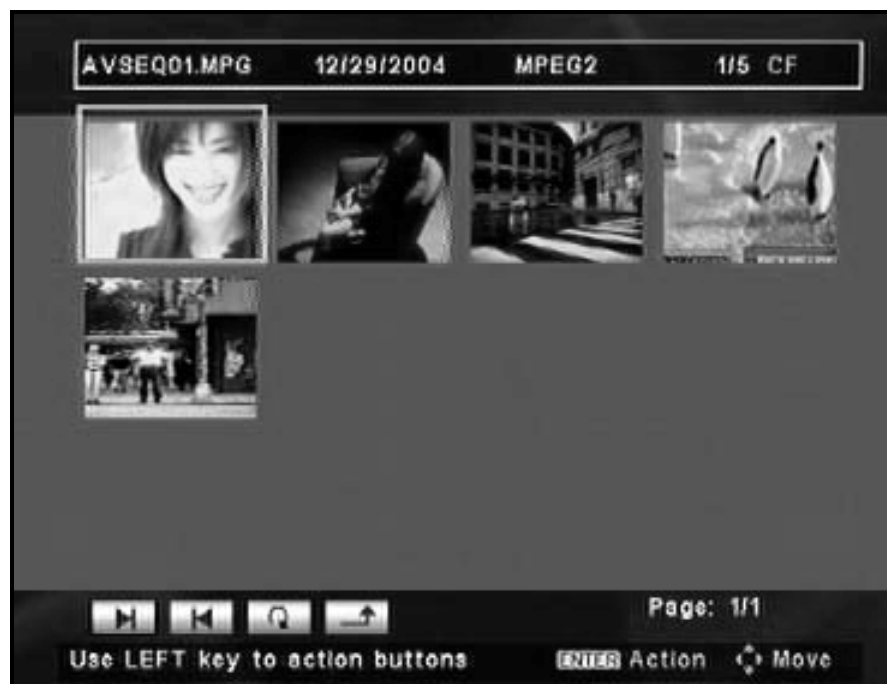 AVSEQ01.MPG 12/29/2004 MPEG2 1/5 CF
Page: 1/1
Use LEFT key to action buttons ENTER Action Move